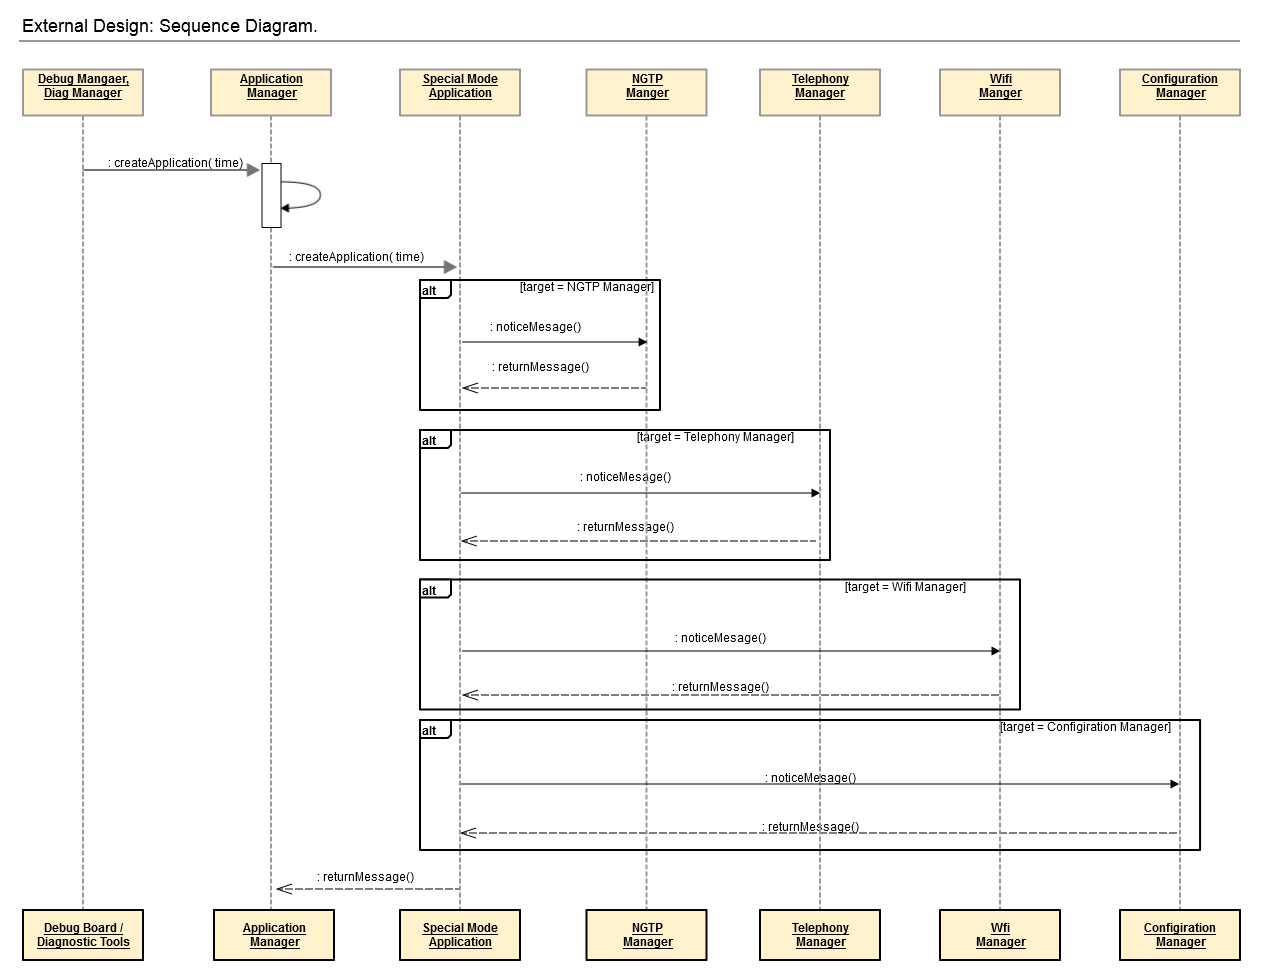 External Design: Sequence Diagram.
Debug Mangaer,
Diag Manager
Application
Manager
Special Mode
Application
NGTP
Manger
Telephony
Manager
Wifi
Manger
Configuration
Manager
: createApplication( time)
: createApplication( time)
alt
[target = NGTP Manager]
: noticeMesage()
: returnMessage()
alt
[target = Telephony Manager]
: noticeMesage()
: returnMessage()
alt
[target = Wifi Manager]
: noticeMesage()
: returnMessage()
alt
[target = Configiration Manager]
: noticeMesage()
: returnMessage()
: returnMessage()
Debug Board /
Diagnostic Tools
Application
Manager
Special Mode
Application
NGTP
Manager
Telephony
Manager
Wfi
Manager
Configiration
Manager